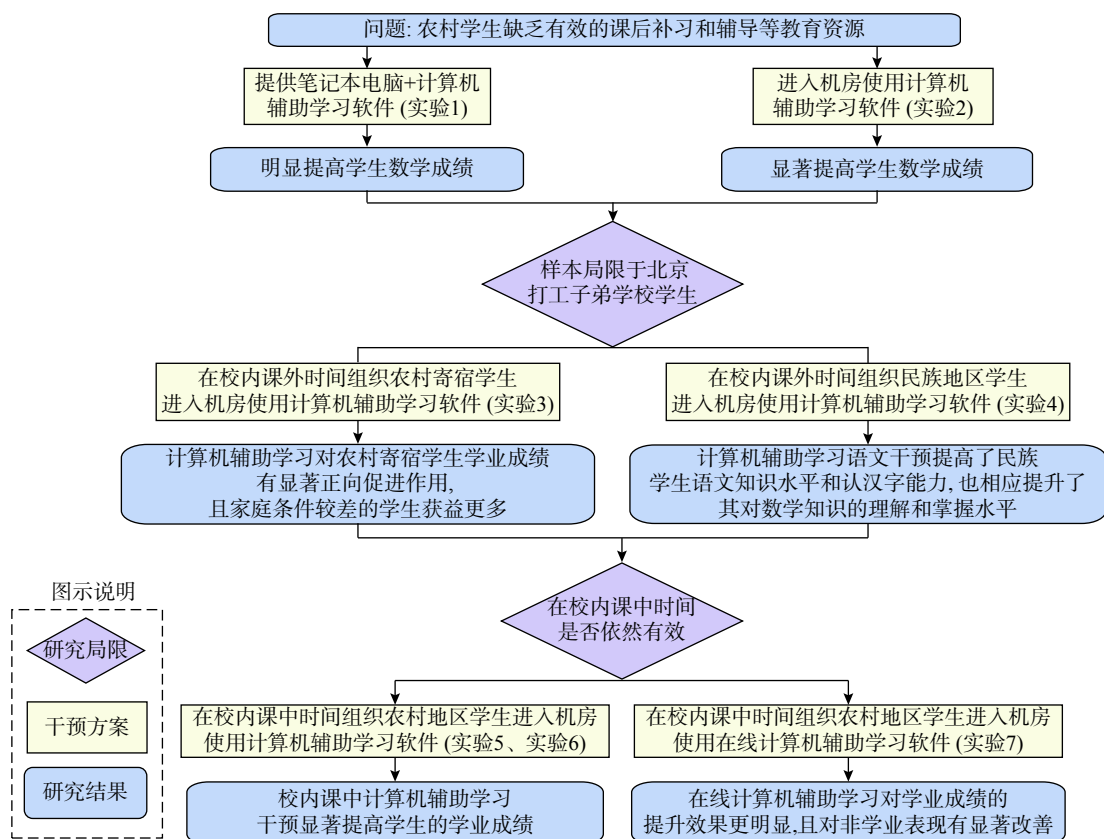 问题: 农村学生缺乏有效的课后补习和辅导等教育资源
提供笔记本电脑+计算机
辅助学习软件 (实验1)
进入机房使用计算机
辅助学习软件 (实验2)
明显提高学生数学成绩
显著提高学生数学成绩
样本局限于北京
打工子弟学校学生
在校内课外时间组织农村寄宿学生
进入机房使用计算机辅助学习软件 (实验3)
在校内课外时间组织民族地区学生
进入机房使用计算机辅助学习软件 (实验4)
计算机辅助学习对农村寄宿学生学业成绩
有显著正向促进作用,
且家庭条件较差的学生获益更多
计算机辅助学习语文干预提高了民族
学生语文知识水平和认汉字能力, 也相应提升了
其对数学知识的理解和掌握水平
在校内课中时间
是否依然有效
在校内课中时间组织农村地区学生进入机房
使用计算机辅助学习软件 (实验5、实验6)
在校内课中时间组织农村地区学生进入机房
使用在线计算机辅助学习软件 (实验7)
校内课中计算机辅助学习
干预显著提高学生的学业成绩
在线计算机辅助学习对学业成绩的
提升效果更明显,且对非学业表现有显著改善
图示说明
研究局限
干预方案
研究结果